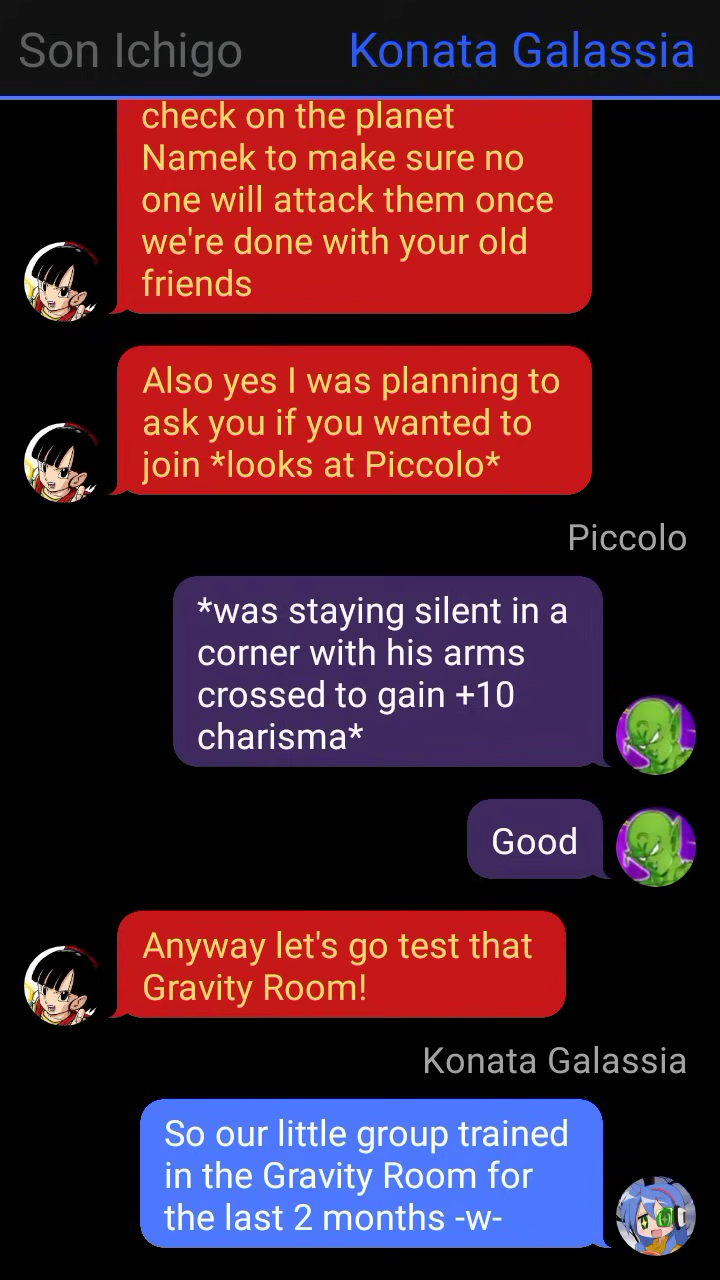 Son Ichigo
Konata Galassia
check on the planet
Namek to make sure no
one will attack them once
we're done with your old
friends
Also yes I was planning to
ask you if you wanted to
join *looks at Piccolo*
Piccolo
*was staying silent in a
corner with his arms
crossed to gain +10
charisma*
Good
Anyway let's go test that
Gravity Room!
Konata Galassia
So our little group trained
in the Gravity Room for
the last 2 months -w-